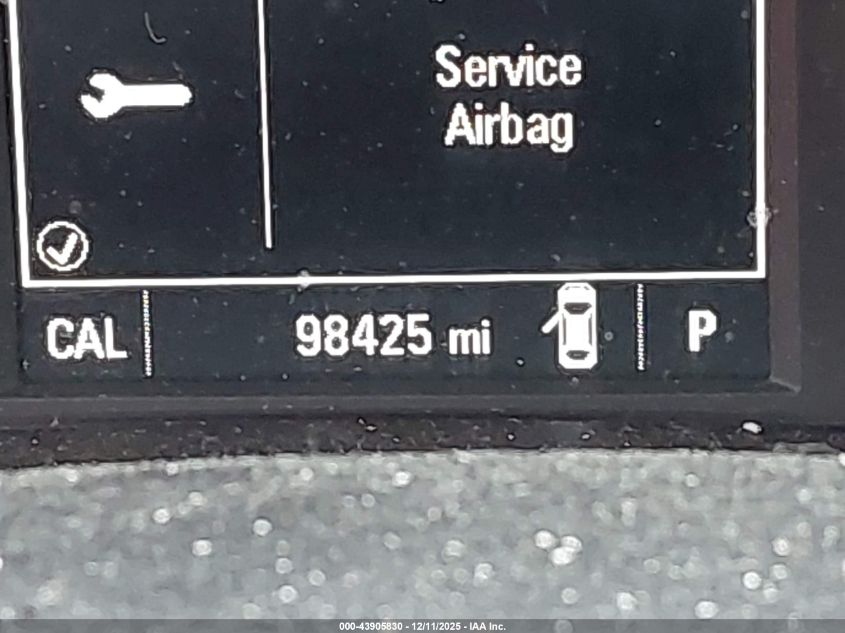 Service
Airbag
CAL
98425 mi
P
000-43905830 - 12/11/2025 - IAA Inc.